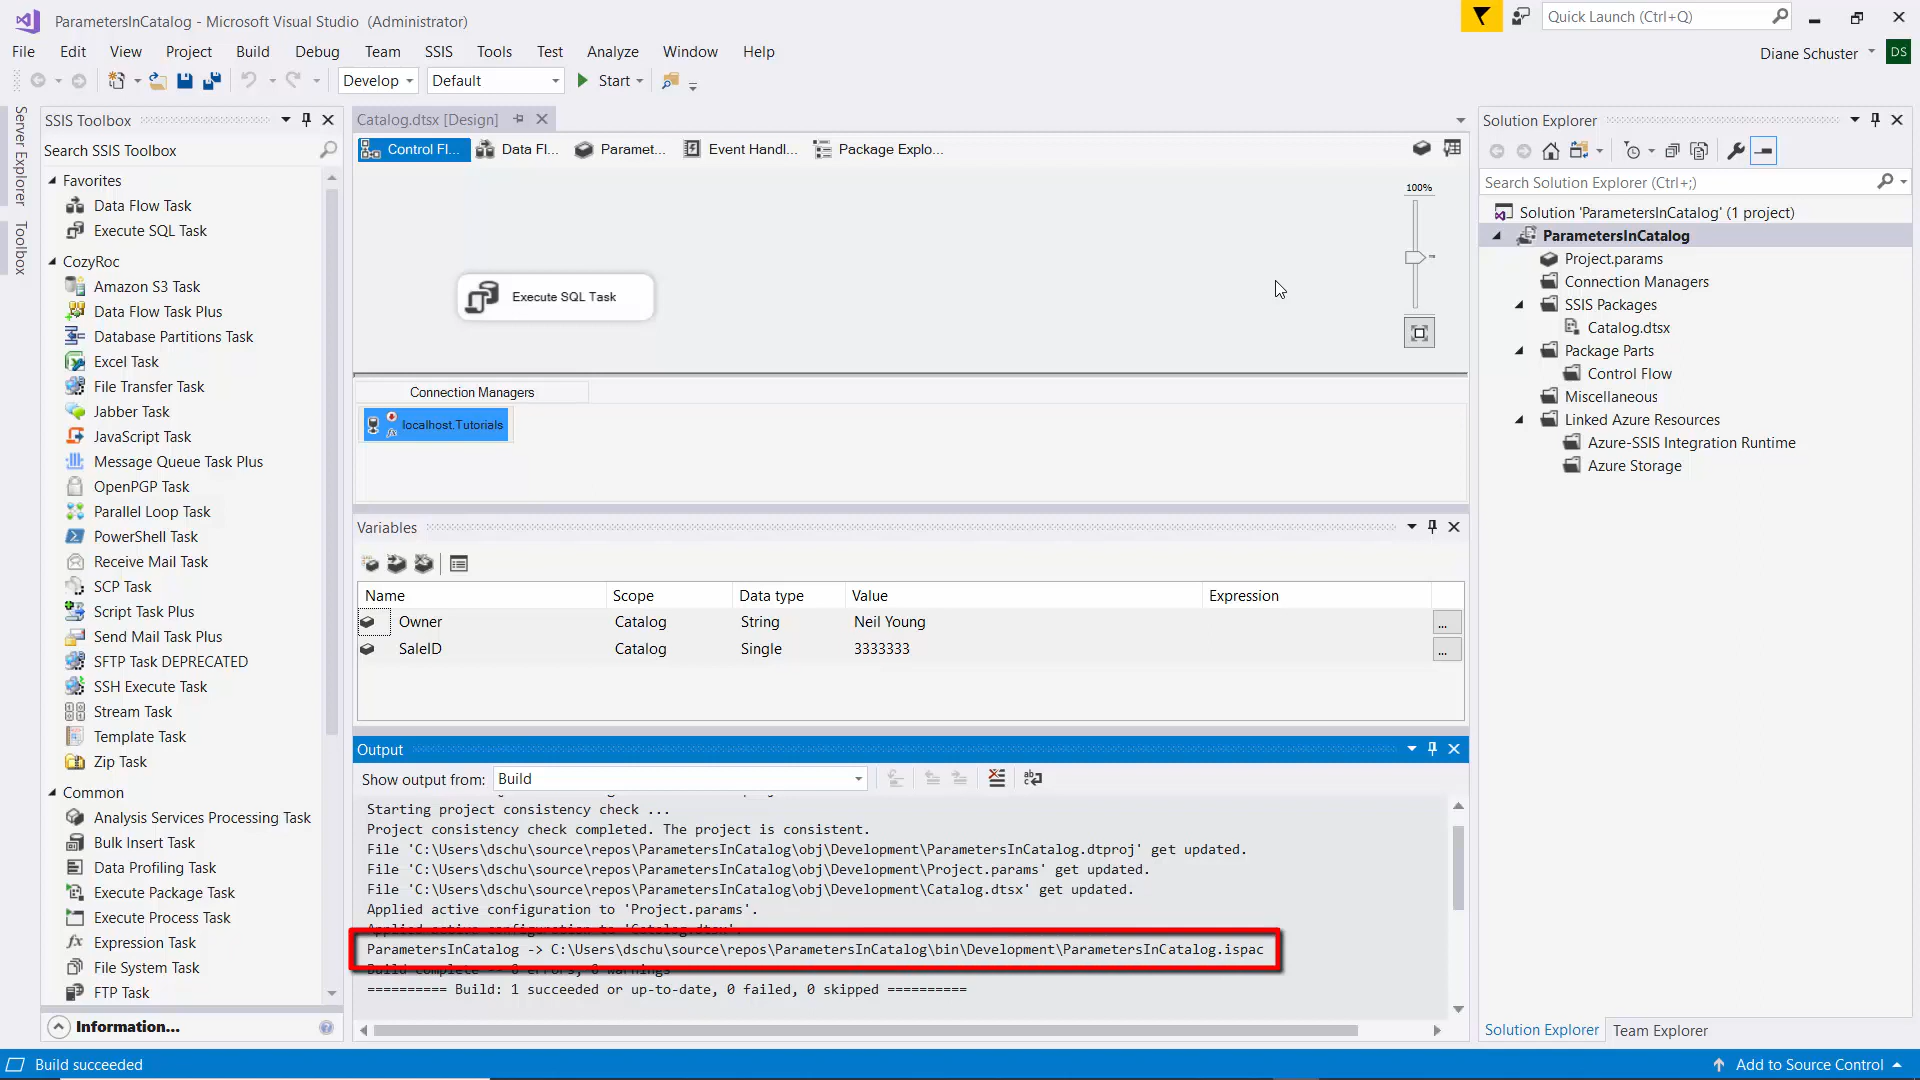 ParametersInCatalog - Microsoft Visual Studio (Administrator)
Quick Launch (Ctrl+Q)
File Edit View Project Build Debug Team SSIS Tools Test Analyze Window Help
Diane Schuster DS
Develop Default Start
Server Explorer
Toolbox
SSIS Toolbox
Search SSIS Toolbox
Favorites
Data Flow Task
Execute SQL Task
CozyRoc
Amazon S3 Task
Data Flow Task Plus
Database Partitions Task
Excel Task
File Transfer Task
Jabber Task
JavaScript Task
Message Queue Task Plus
OpenPGP Task
Parallel Loop Task
PowerShell Task
Receive Mail Task
SCP Task
Script Task Plus
Send Mail Task Plus
SFTP Task DEPRECATED
SSH Execute Task
Stream Task
Template Task
Zip Task
Common
Analysis Services Processing Task
Bulk Insert Task
Data Profiling Task
Execute Package Task
Execute Process Task
Expression Task
File System Task
FTP Task
Information...
Catalog.dtsx [Design]
Control Fl... Data Fl... Paramet... Event Handl... Package Explo...
100%
Execute SQL Task
Connection Managers
localhost.Tutorials
Variables
Name Scope Data type Value Expression
Owner Catalog String Neil Young ...
SaleID Catalog Single 3333333 ...
Output
Show output from: Build
Starting project consistency check ...
Project consistency check completed. The project is consistent.
File 'C:\Users\dschu\source\repos\ParametersInCatalog\obj\Development\ParametersInCatalog.dtproj' get updated.
File 'C:\Users\dschu\source\repos\ParametersInCatalog\obj\Development\Project.params' get updated.
File 'C:\Users\dschu\source\repos\ParametersInCatalog\obj\Development\Catalog.dtsx' get updated.
Applied active configuration to 'Project.params'.
Applied active configuration to 'Catalog.dtsx'.
ParametersInCatalog -> C:\Users\dschu\source\repos\ParametersInCatalog\bin\Development\ParametersInCatalog.ispac
Build complete -- 0 errors, 0 warnings
========== Build: 1 succeeded or up-to-date, 0 failed, 0 skipped ==========
Solution Explorer
Search Solution Explorer (Ctrl+;)
Solution 'ParametersInCatalog' (1 project)
ParametersInCatalog
Project.params
Connection Managers
SSIS Packages
Catalog.dtsx
Package Parts
Control Flow
Miscellaneous
Linked Azure Resources
Azure-SSIS Integration Runtime
Azure Storage
Solution Explorer Team Explorer
Build succeeded
Add to Source Control